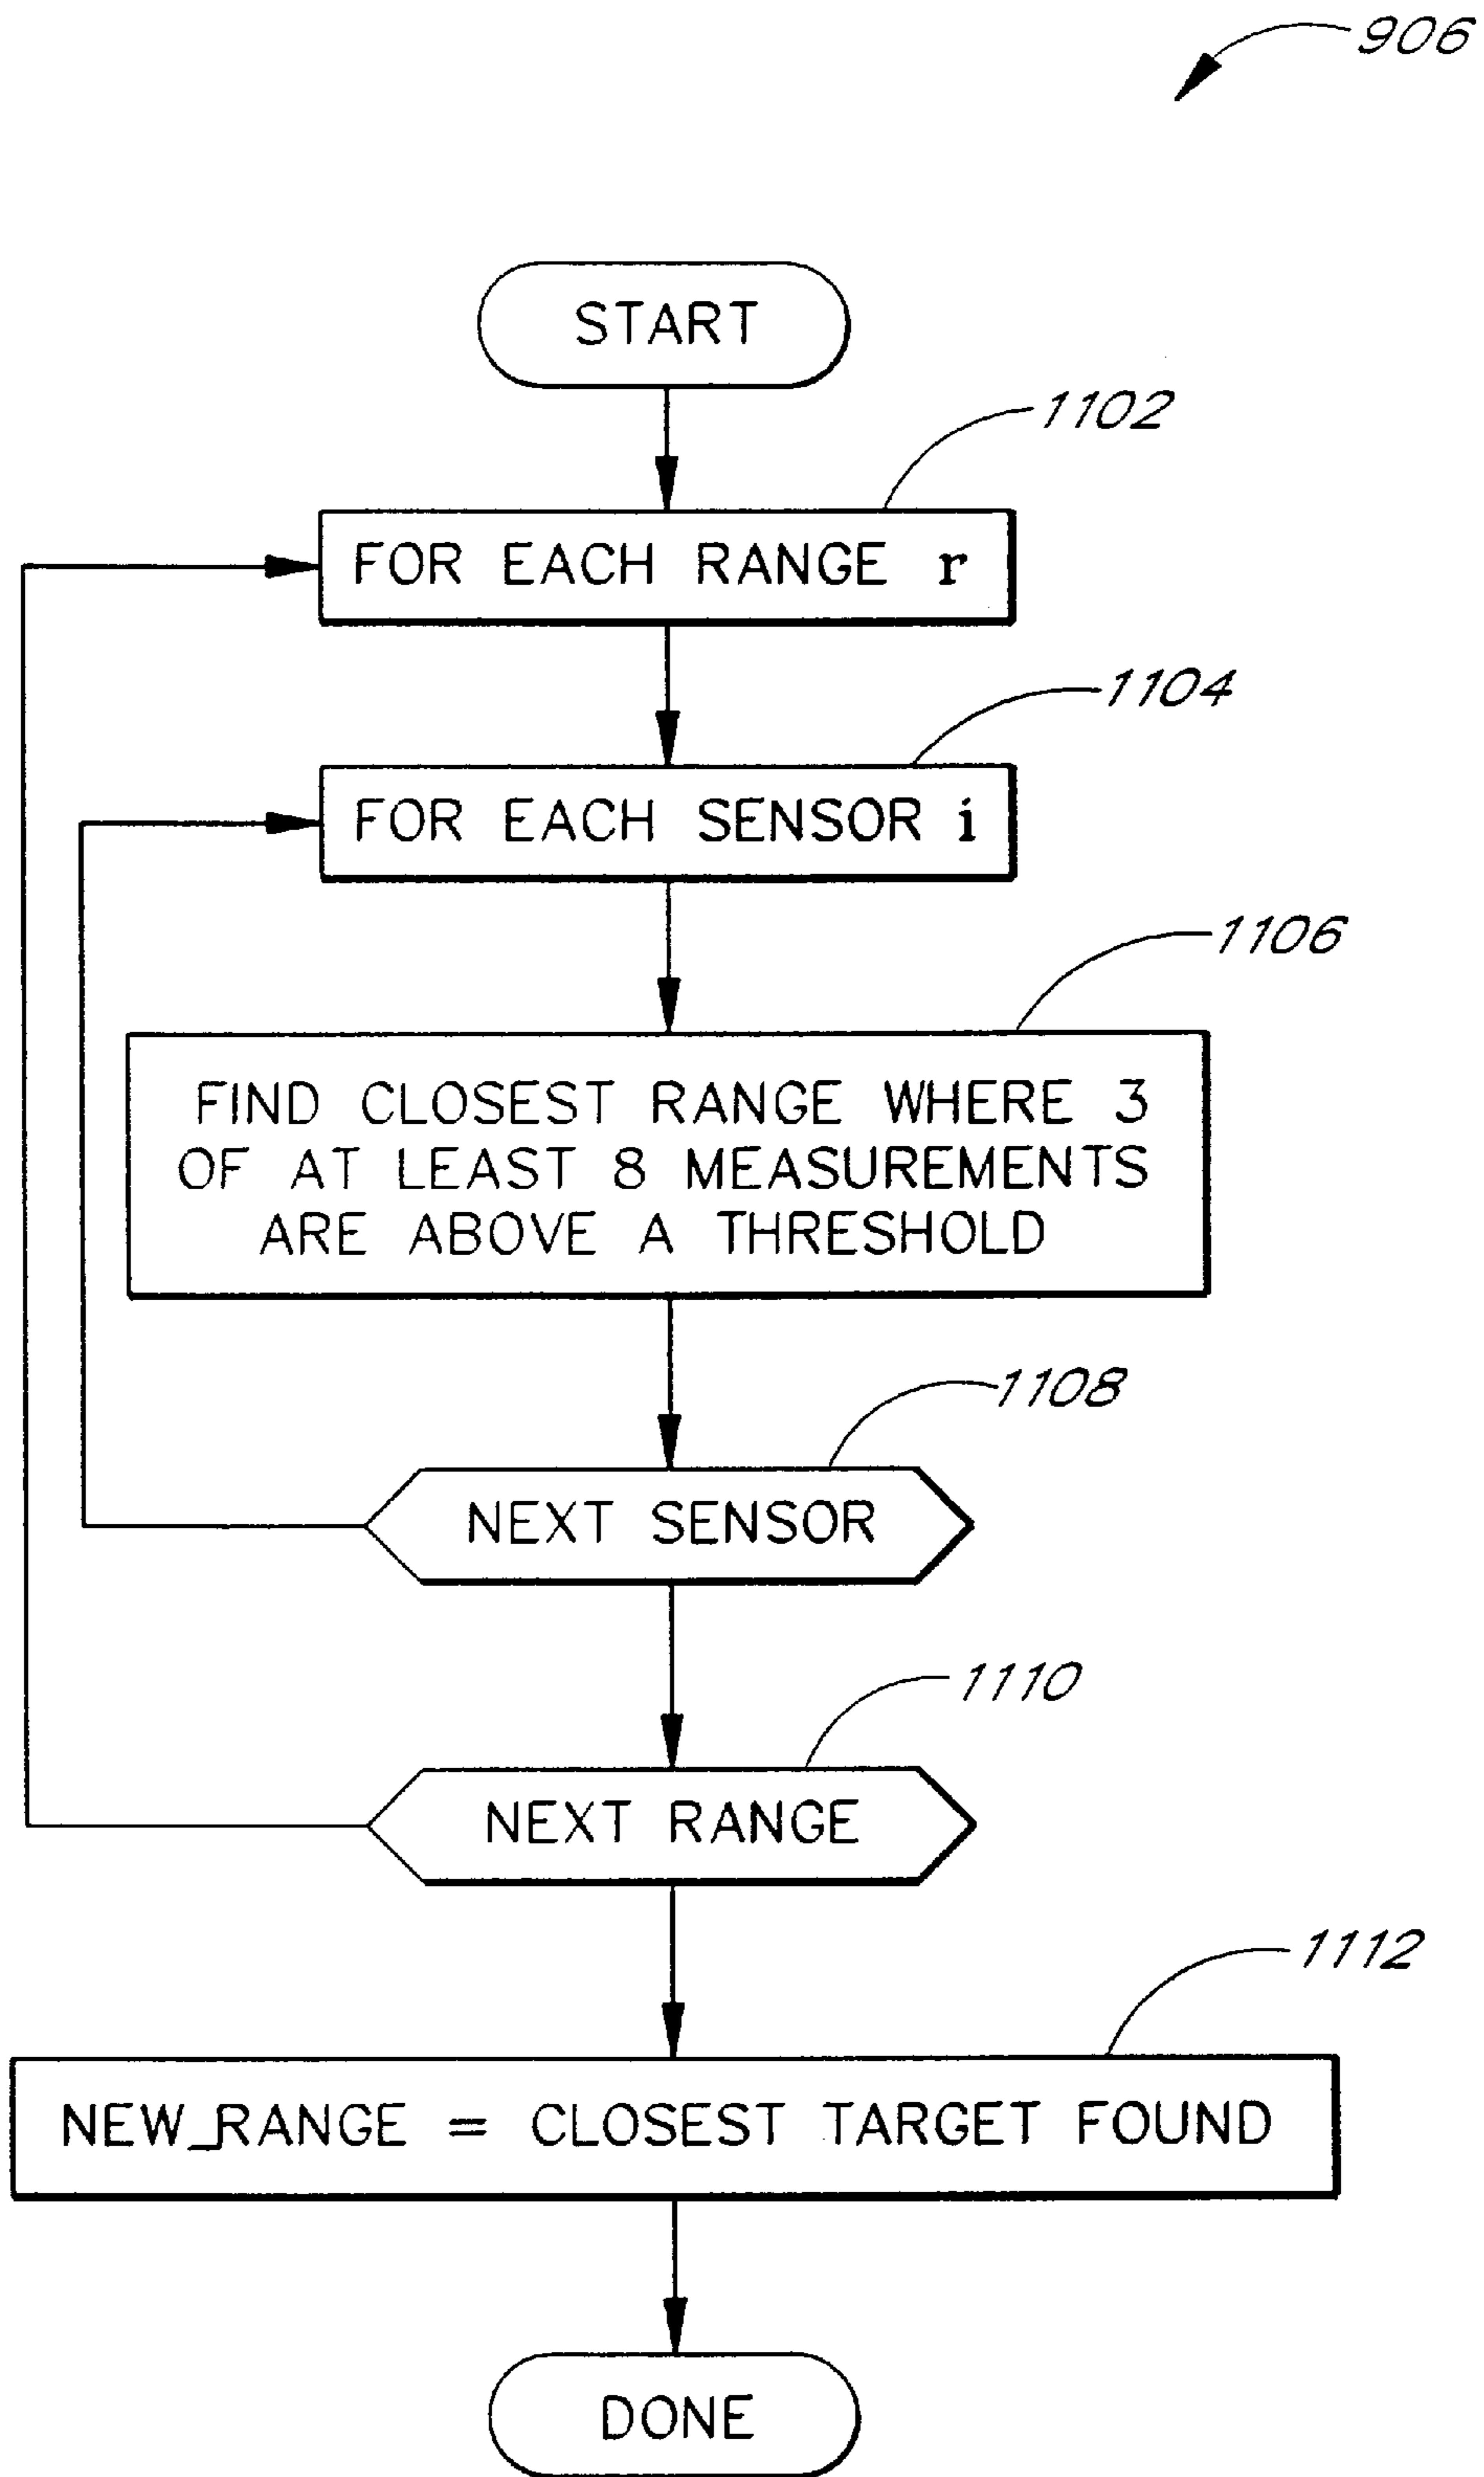 906
START
1102
FOR EACH RANGE r
1104
FOR EACH SENSOR i
1106
FIND CLOSEST RANGE WHERE 3
OF AT LEAST 8 MEASUREMENTS
ARE ABOVE A THRESHOLD
1108
NEXT SENSOR
1110
NEXT RANGE
1112
NEW_RANGE = CLOSEST TARGET FOUND
DONE